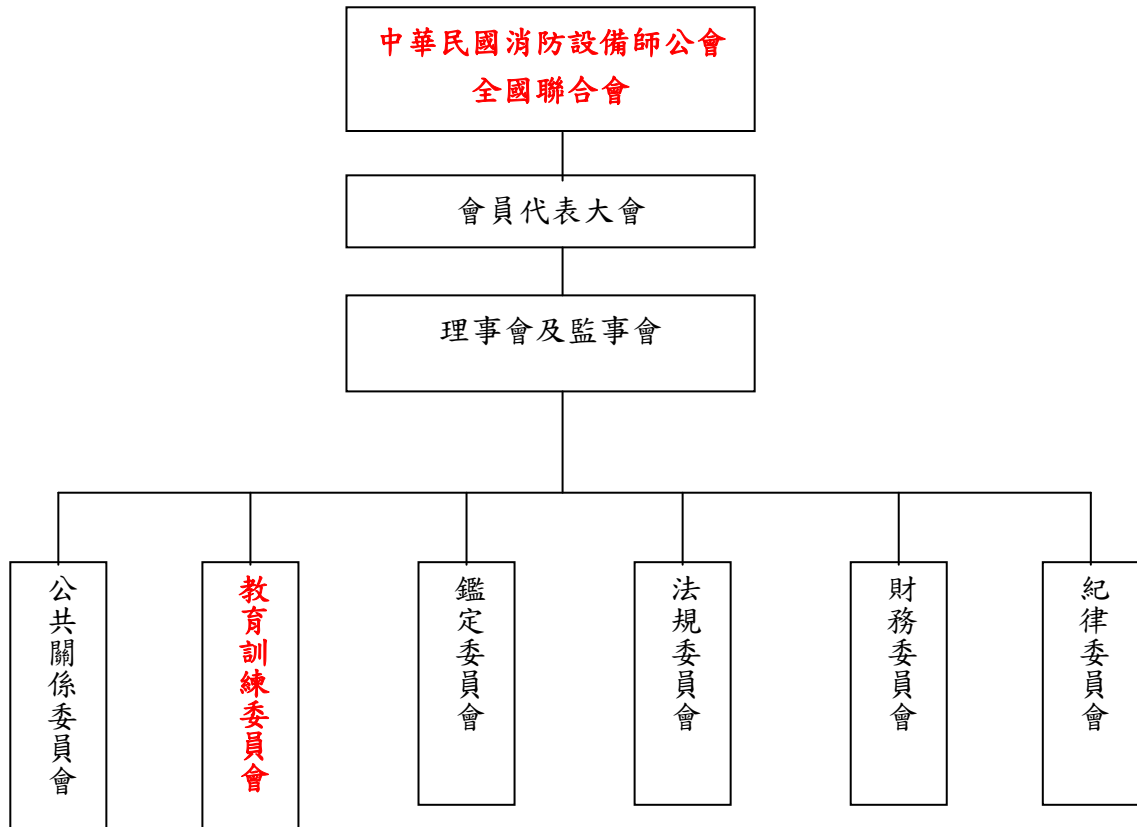 中華民國消防設備師公會
全國聯合會
會員代表大會
理事會及監事會
公共關係委員會
教育訓練委員會
鑑定委員會
法規委員會
財務委員會
紀律委員會